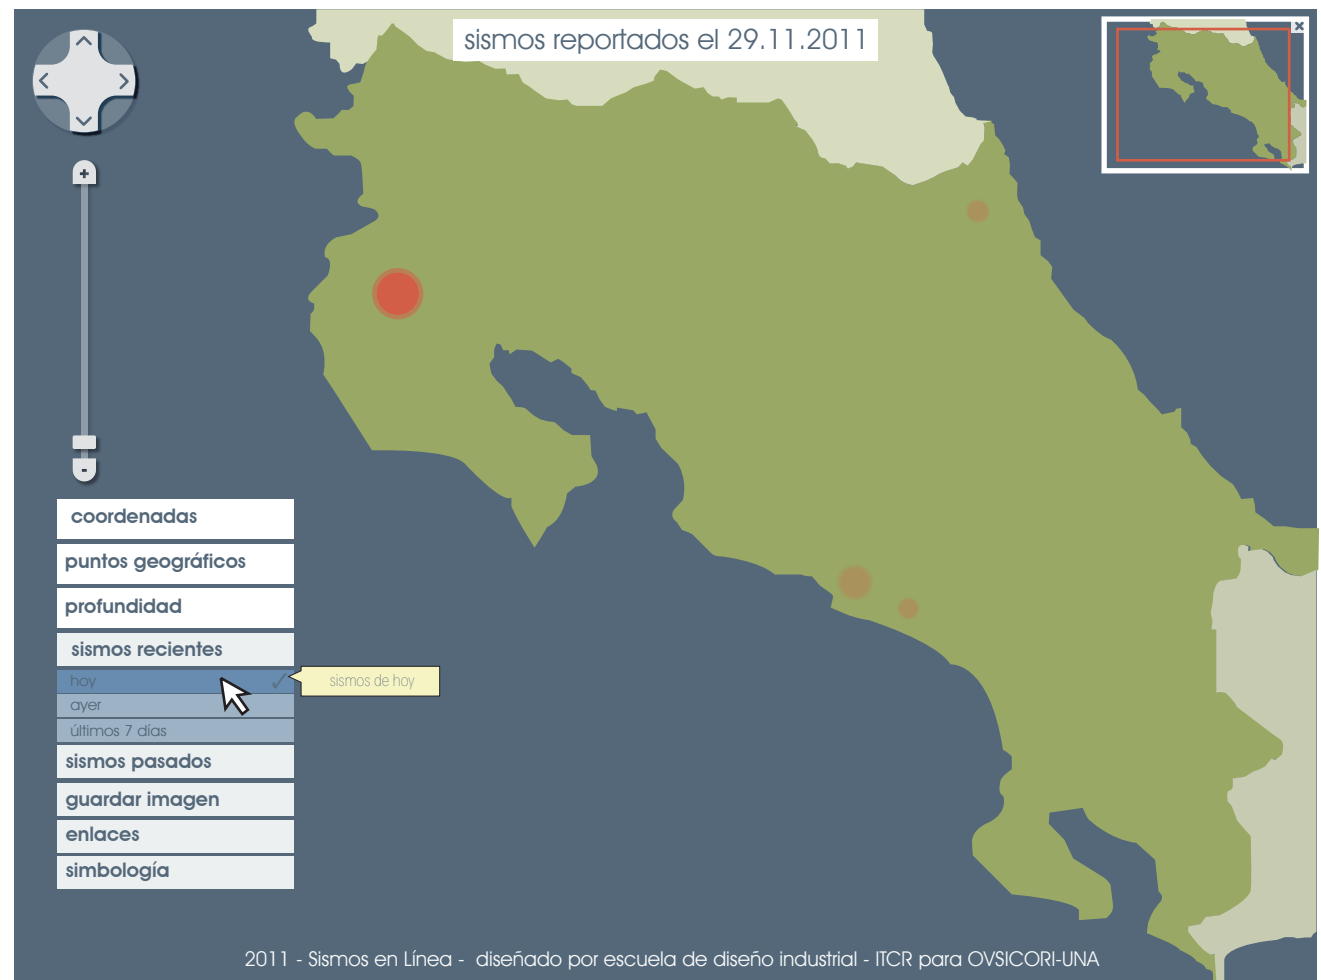 sismos reportados el 29.11.2011
x
+
-
coordenadas
puntos geográficos
profundidad
sismos recientes
hoy
sismos de hoy
ayer
últimos 7 días
sismos pasados
guardar imagen
enlaces
simbología
2011 - Sismos en Línea - diseñado por escuela de diseño industrial - ITCR para OVSICORI-UNA